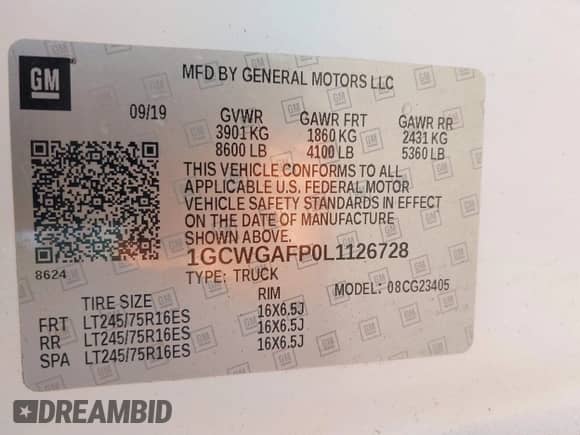 GM
MFD BY GENERAL MOTORS LLC
09/19 GVWR GAWR FRT GAWR RR
3901 KG 1860 KG 2431 KG
8600 LB 4100 LB 5360 LB
THIS VEHICLE CONFORMS TO ALL
APPLICABLE U.S. FEDERAL MOTOR
VEHICLE SAFETY STANDARDS IN EFFECT
ON THE DATE OF MANUFACTURE
SHOWN ABOVE.
8624
1GCWGAFP0L1126728
TYPE: TRUCK
MODEL: 08CG23405
TIRE SIZE RIM
FRT LT245/75R16ES 16X6.5J
RR LT245/75R16ES 16X6.5J
SPA LT245/75R16ES 16X6.5J
DREAMBID